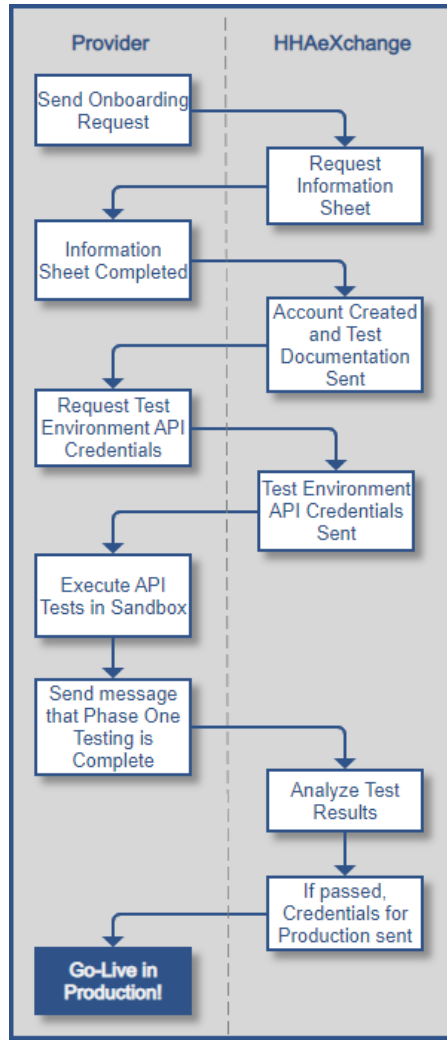 Provider
HHAeXchange
Send Onboarding
Request
Request
Information
Sheet
Information
Sheet Completed
Account Created
and Test
Documentation
Sent
Request Test
Environment API
Credentials
Test Environment
API Credentials
Sent
Execute API
Tests in Sandbox
Send message
that Phase One
Testing is
Complete
Analyze Test
Results
If passed,
Credentials for
Production sent
Go-Live in
Production!